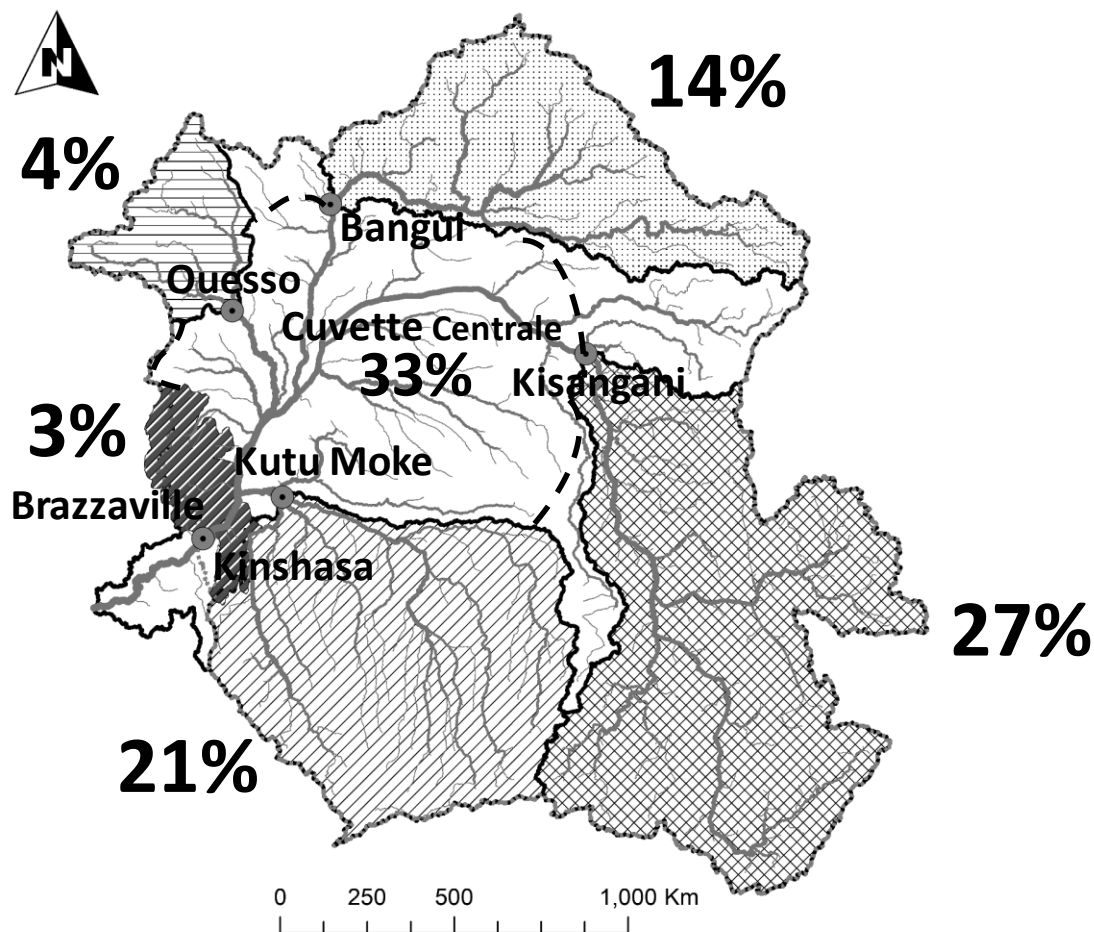 N
14%
4%
Bangui
Ouesso
Cuvette Centrale
33%
Kisangani
3%
Kutu Moke
Brazzaville
Kinshasa
27%
21%
0 250 500 1,000 Km